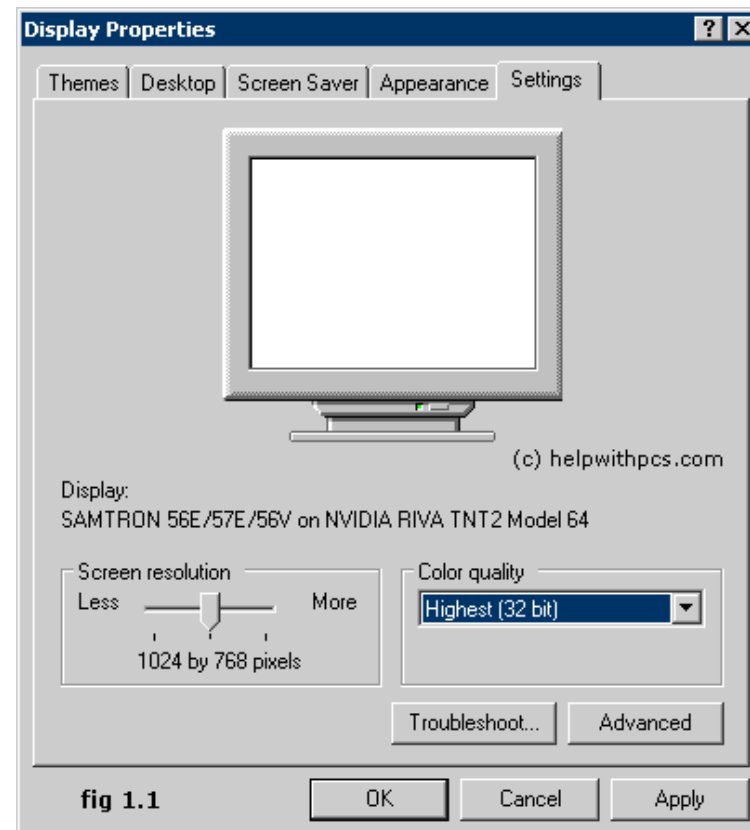 Display Properties
Themes Desktop Screen Saver Appearance Settings
(c) helpwithpcs.com
Display:
SAMTRON 56E/57E/56V on NVIDIA RIVA TNT2 Model 64
Screen resolution
Less More
1024 by 768 pixels
Color quality
Highest (32 bit)
Troubleshoot... Advanced
fig 1.1 OK Cancel Apply